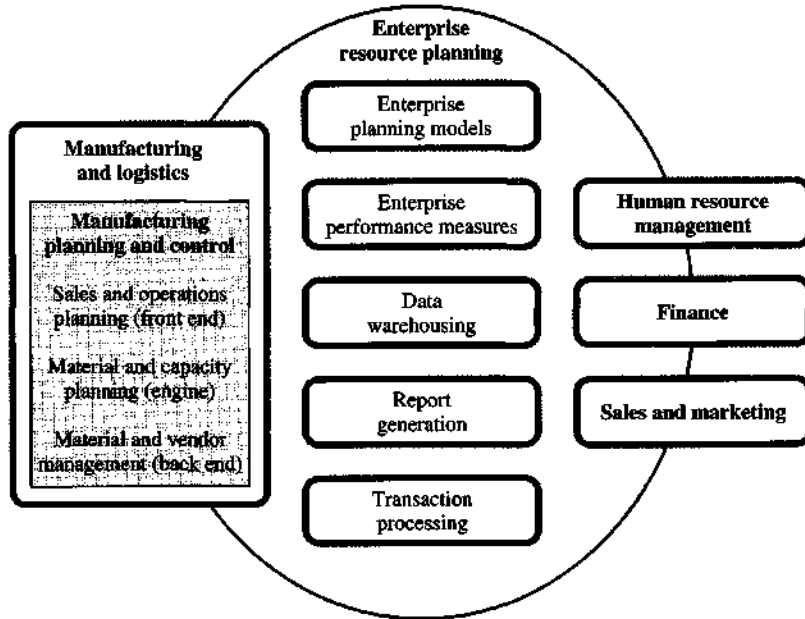 Enterprise
resource planning
Enterprise
planning models
Manufacturing
and logistics
Manufacturing
planning and control
Sales and operations
planning (front end)
Material and capacity
planning (engine)
Material and vendor
management (back end)
Enterprise
performance measures
Data
warehousing
Report
generation
Transaction
processing
Human resource
management
Finance
Sales and marketing